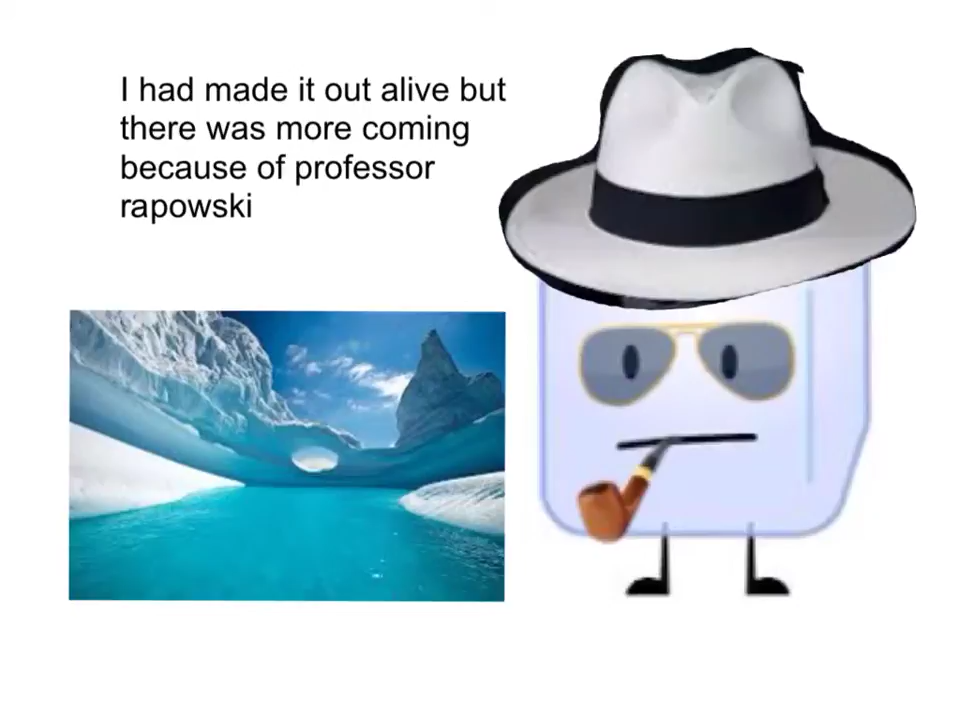 I had made it out alive but
there was more coming
because of professor
rapowski